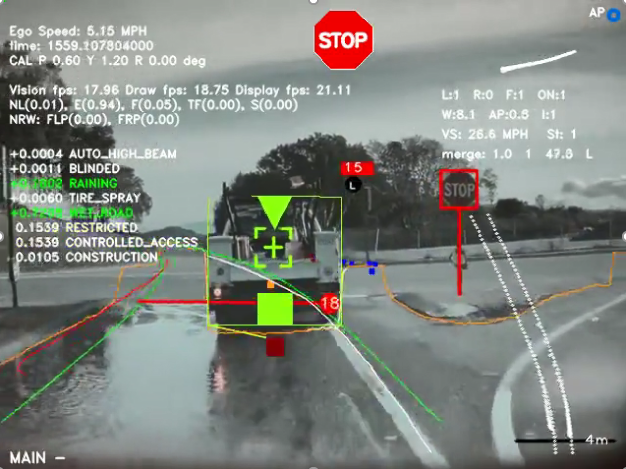 Ego Speed: 5.15 MPH
time: 1559.107804000
CAL P 0.60 Y 1.20 R 0.00 deg
STOP
AP
Vision fps: 17.96 Draw fps: 18.75 Display fps: 21.11
NL(0.01), E(0.94), F(0.05), TF(0.00), S(0.00)
NRW: FLP(0.00), FRP(0.00)
L:1 R:0 F:1 ON:1
W:8.1 AP:0.8 I:1
VS: 26.6 MPH St: 1
merge: 1.0 1 47.8 L
+0.0004 AUTO_HIGH_BEAM
+0.0011 BLINDED
RAINING
+0.0060 TIRE_SPRAY
WET_ROAD
0.1539 RESTRICTED
0.1539 CONTROLLED_ACCESS
0.0105 CONSTRUCTION
15
L
STOP
18
4m
MAIN -